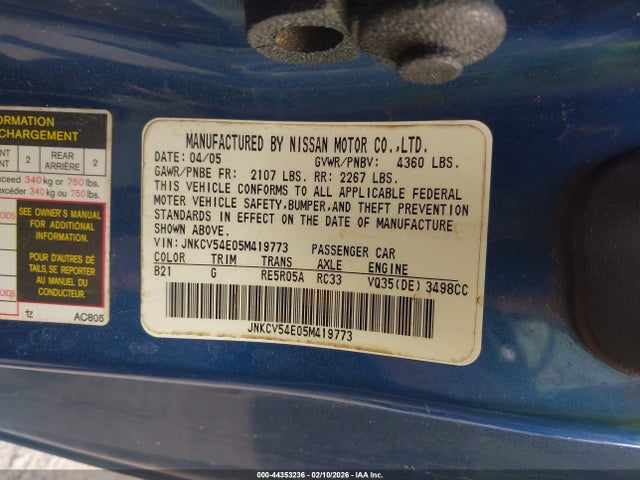 ORMATION
CHARGEMENT
NT 2 REAR ARRIÈRE 2
xceed 340 kg or 750 lbs.
xcéder 340 kg ou 750 lbs.
SEE OWNER'S
MANUAL FOR
ADDITIONAL
INFORMATION.
POUR PLUS DE DÉ-
TAILS, SE REPORTER
AU MANUEL DU
CONDUCTEUR.
AC805
MANUFACTURED BY NISSAN MOTOR CO.,LTD.
DATE 04/05 GVWR/PNBV: 4360 LBS.
GAWR/PNBE FR: 2107 LBS. RR: 2267 LBS.
THIS VEHICLE CONFORMS TO ALL APPLICABLE FEDERAL
MOTOR VEHICLE SAFETY,BUMPER,AND THEFT PREVENTION
STANDARDS IN EFFECT ON THE DATE OF MANUFACTURE
SHOWN ABOVE.
VIN: JNKCV54E05M419773 PASSENGER CAR
COLOR TRIM TRANS AXLE ENGINE
B21 G RE5R05A RC33 VQ35(DE) 3498CC
JNKCV54E05M419773
000-44353236 - 02/10/2026 - IAA Inc.